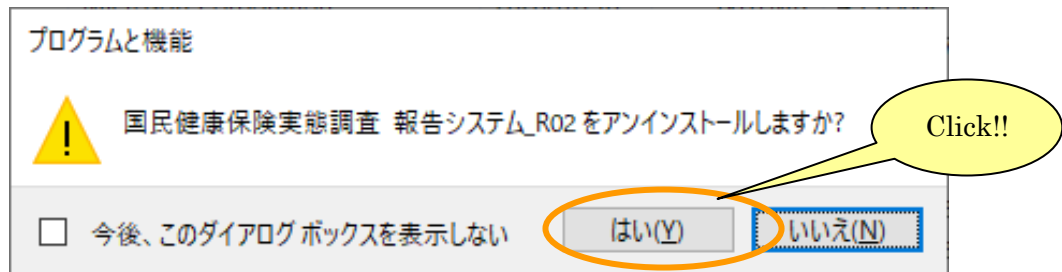 プログラムと機能
国民健康保険実態調査 報告システム_R02 をアンインストールしますか?
Click!!
今後、このダイアログ ボックスを表示しない
はい(Y)
いいえ(N)